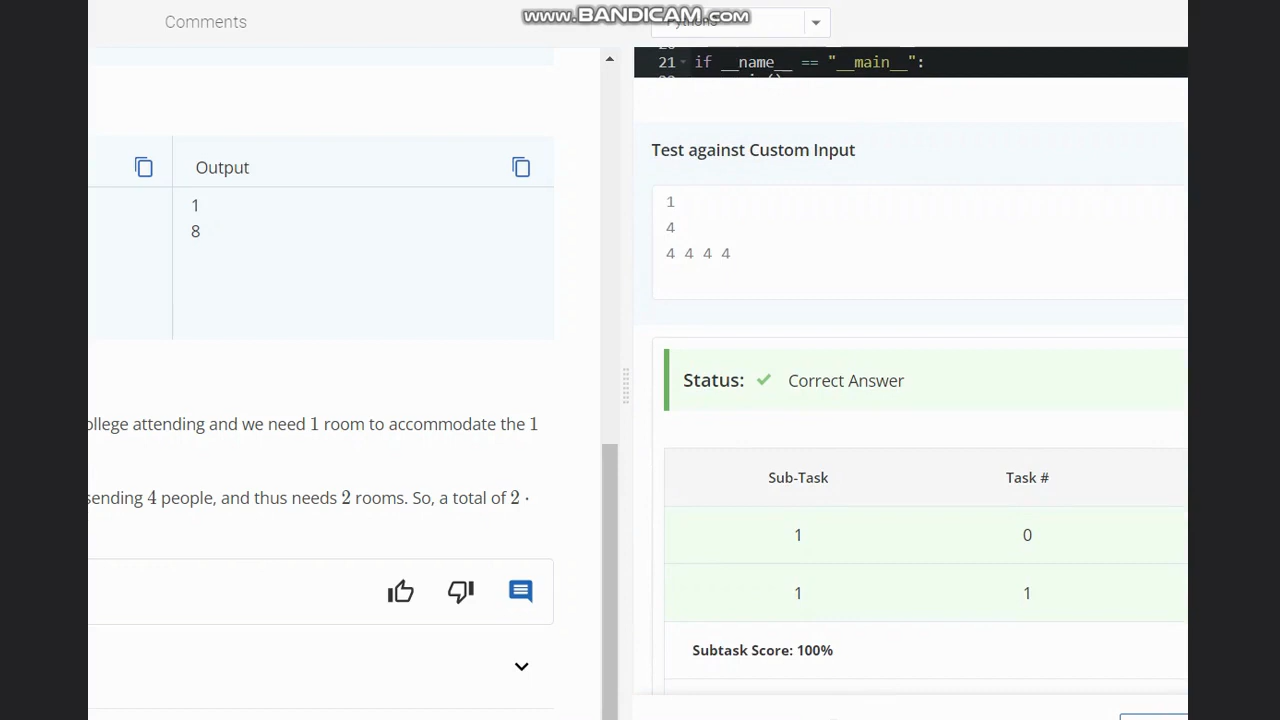 www.BANDICAM.com
Comments
21 if __name__ == "__main__":
Test against Custom Input
Output
1
8
1
4
4 4 4 4
Status: Correct Answer
ollege attending and we need 1 room to accommodate the 1
sending 4 people, and thus needs 2 rooms. So, a total of 2 ·
Sub-Task Task #
1 0
1 1
Subtask Score: 100%